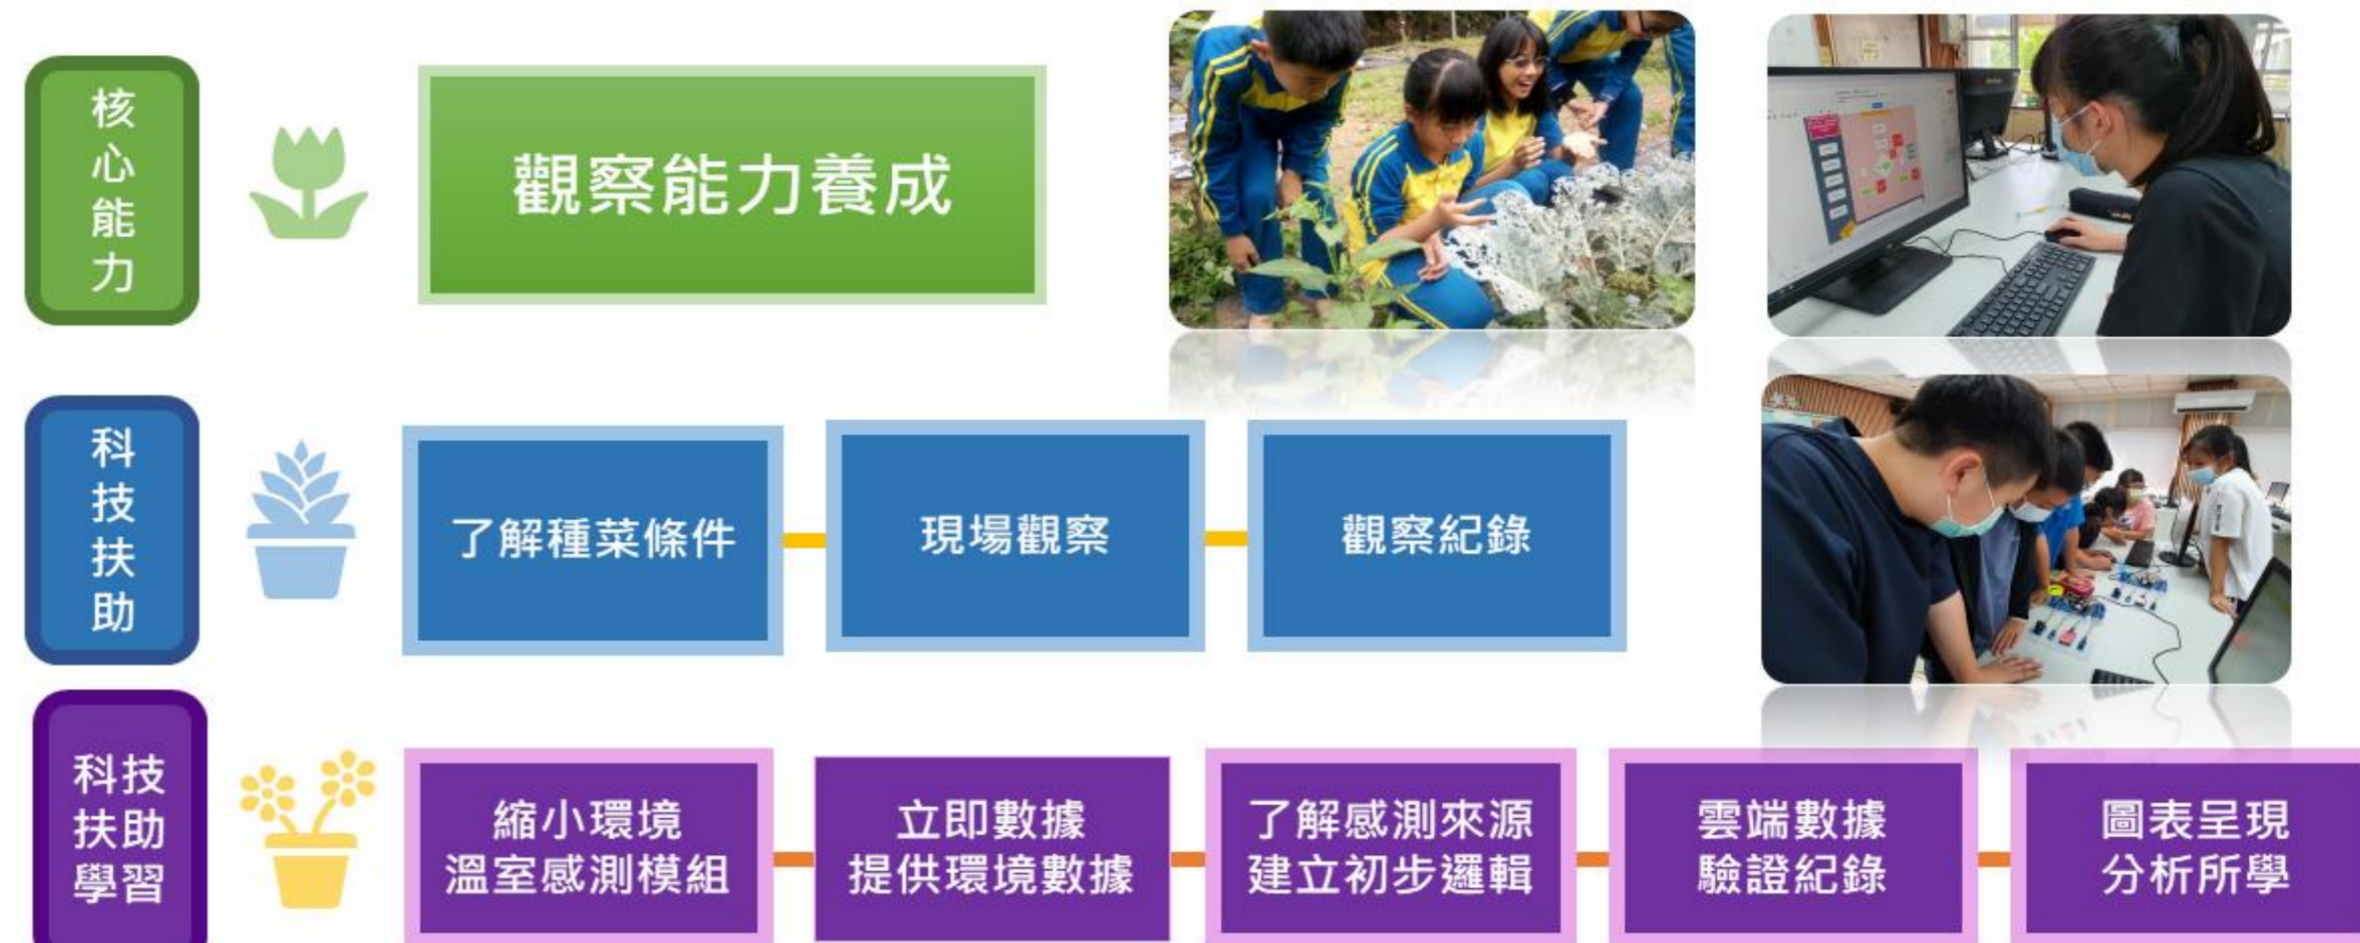 核心能力
觀察能力養成
科技扶助
了解種菜條件
現場觀察
觀察紀錄
科技
扶助
學習
縮小環境
溫室感測模組
立即數據
提供環境數據
了解感測來源
建立初步邏輯
雲端數據
驗證紀錄
圖表呈現
分析所學